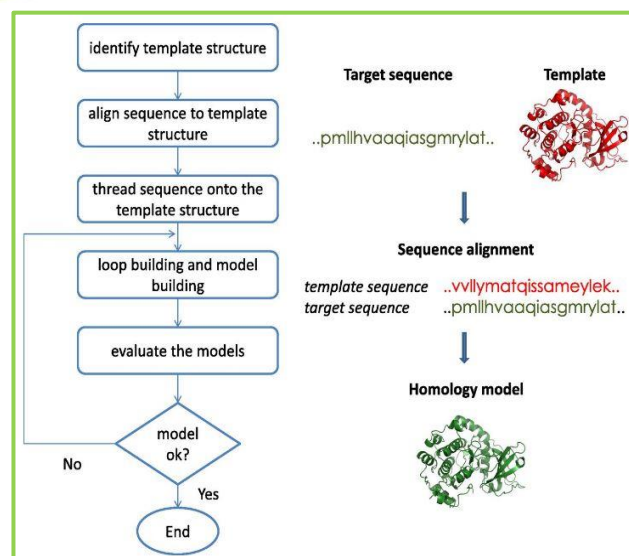 identify template structure
align sequence to template
structure
thread sequence onto the
template structure
loop building and model
building
evaluate the models
model
ok?
No
Yes
End
Target sequence
Template
..pmllhvaaqiasgmrylat..
Sequence alignment
template sequence ..vvllymatqissameylek..
target sequence ..pmllhvaaqiasgmrylat..
Homology model